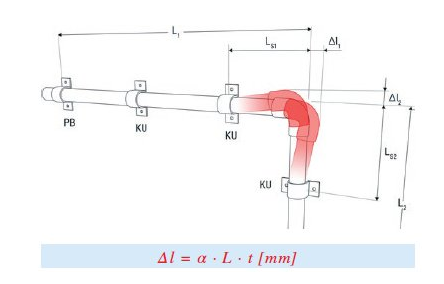 L₁
Lₛ₁
Δl₁
Δl₂
PB
KU
KU
Lₛ₂
KU
L₂
Δl = α · L · t [mm]